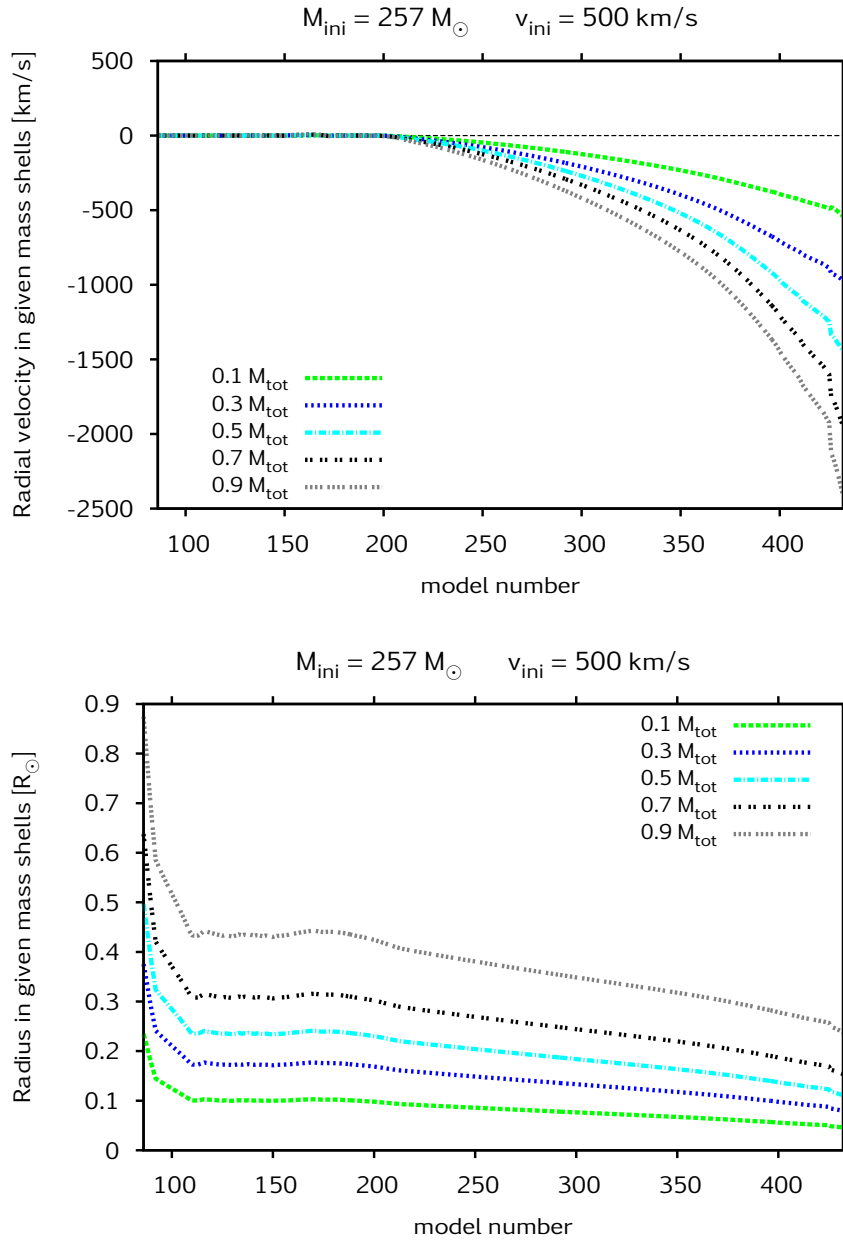 M_ini = 257 M_☉ v_ini = 500 km/s
Radial velocity in given mass shells [km/s]
500
0
-500
-1000
-1500
-2000
-2500
0.1 M_tot
0.3 M_tot
0.5 M_tot
0.7 M_tot
0.9 M_tot
100 150 200 250 300 350 400
model number
M_ini = 257 M_☉ v_ini = 500 km/s
Radius in given mass shells [R_☉]
0.9
0.8
0.7
0.6
0.5
0.4
0.3
0.2
0.1
0
0.1 M_tot
0.3 M_tot
0.5 M_tot
0.7 M_tot
0.9 M_tot
100 150 200 250 300 350 400
model number